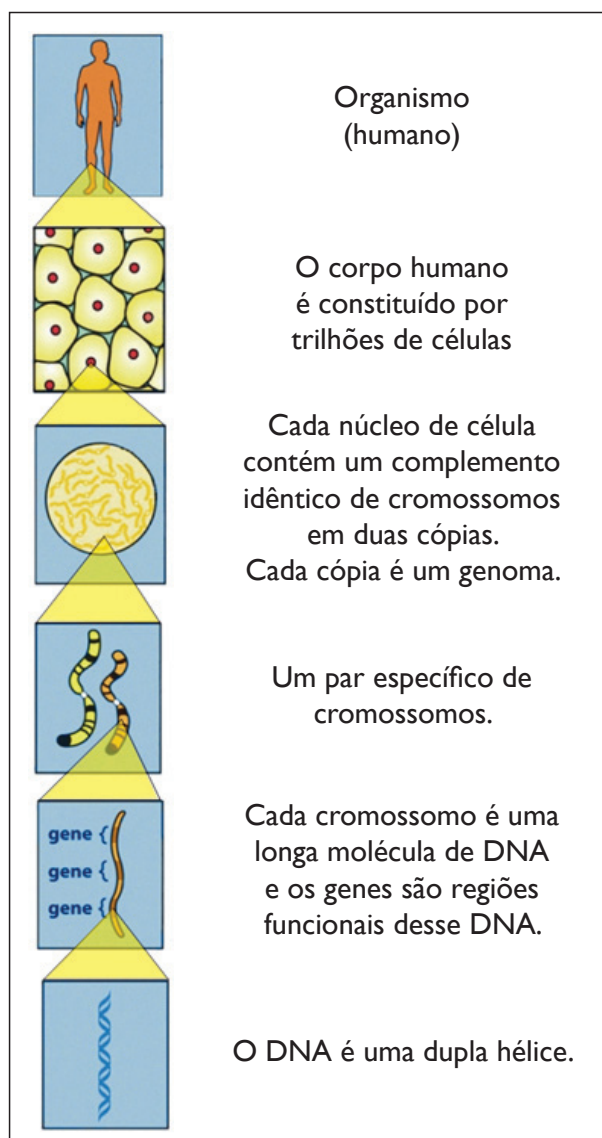 Organismo
(humano)
O corpo humano
é constituído por
trilhões de células
Cada núcleo de célula
contém um complemento
idêntico de cromossomos
em duas cópias.
Cada cópia é um genoma.
Um par específico de
cromossomos.
gene {
gene {
gene {
Cada cromossomo é uma
longa molécula de DNA
e os genes são regiões
funcionais desse DNA.
O DNA é uma dupla hélice.